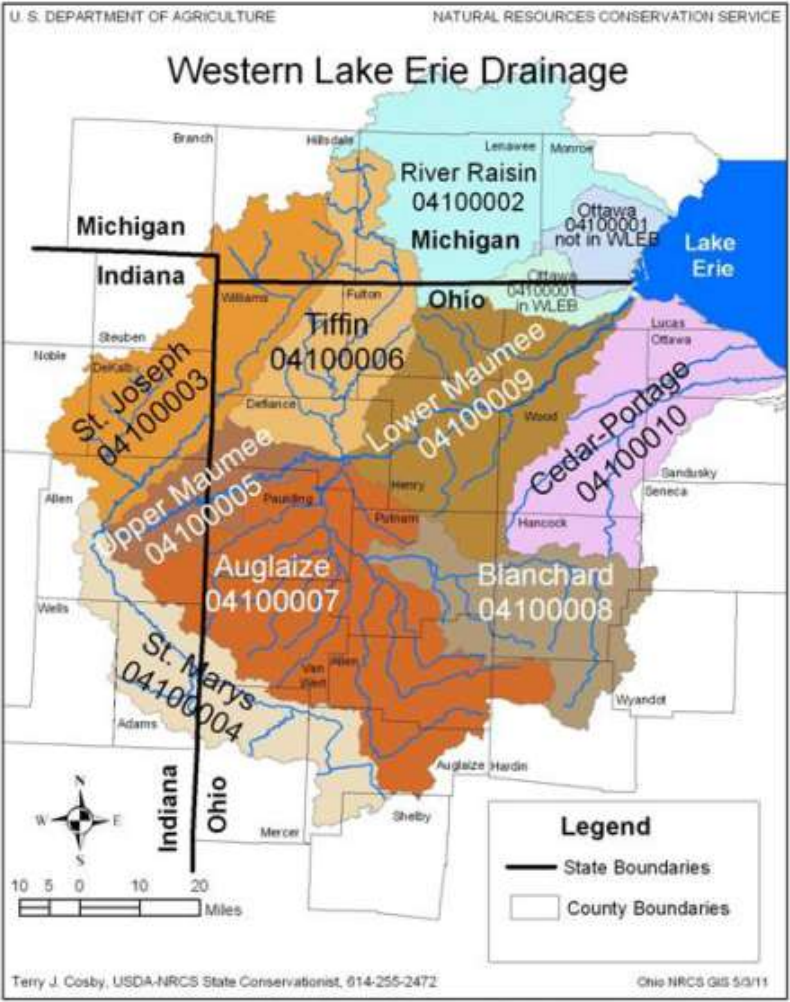 U. S. DEPARTMENT OF AGRICULTURE
NATURAL RESOURCES CONSERVATION SERVICE
Western Lake Erie Drainage
Branch
Hillsdale
Lenawee
Monroe
River Raisin
04100002
Ottawa
04100001
not in WLEB
Michigan
Michigan
Lake
Erie
Indiana
Ottawa
04100001
in WLEB
Ohio
Williams
Fulton
Tiffin
04100006
Lucas
Ottawa
Steuben
Noble
DeKalb
St. Joseph
04100003
Defiance
Lower Maumee
04100009
Wood
Cedar-Portage
04100010
Sandusky
Seneca
Allen
Upper Maumee
04100005
Paulding
Henry
Putnam
Hancock
Auglaize
04100007
Blanchard
04100008
Wells
St. Marys
04100004
Van
Wert
Allen
Wyandot
Adams
Auglaize
Hardin
Indiana
Ohio
Mercer
Shelby
N
W
E
S
10 5 0 10 20
Miles
Legend
State Boundaries
County Boundaries
Terry J. Cosby, USDA-NRCS State Conservationist, 614-255-2472
Ohio NRCS GIS 5/3/11